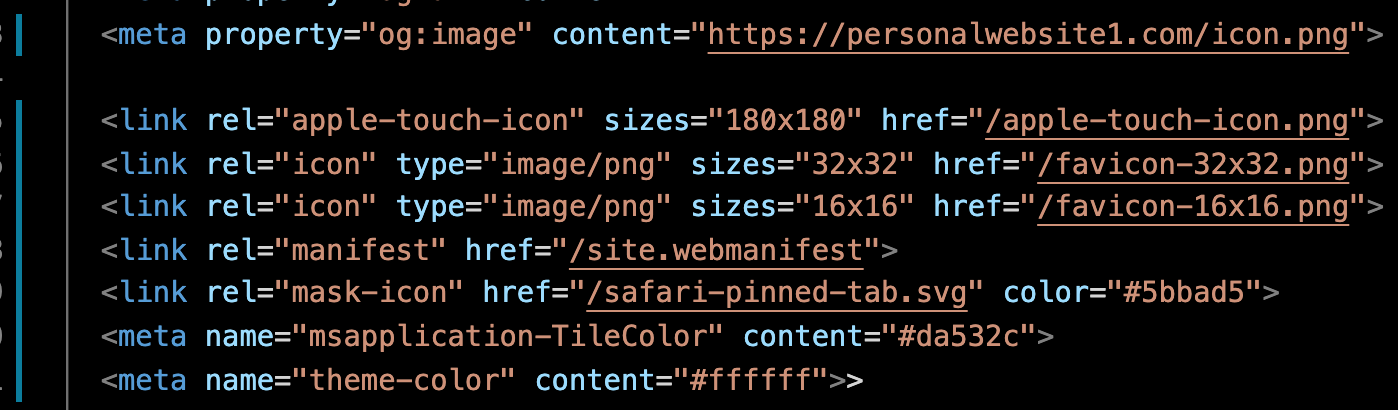 <meta property="og:image" content="https://personalwebsite1.com/icon.png">
<link rel="apple-touch-icon" sizes="180x180" href="/apple-touch-icon.png">
<link rel="icon" type="image/png" sizes="32x32" href="/favicon-32x32.png">
<link rel="icon" type="image/png" sizes="16x16" href="/favicon-16x16.png">
<link rel="manifest" href="/site.webmanifest">
<link rel="mask-icon" href="/safari-pinned-tab.svg" color="#5bbad5">
<meta name="msapplication-TileColor" content="#da532c">
<meta name="theme-color" content="#ffffff">>